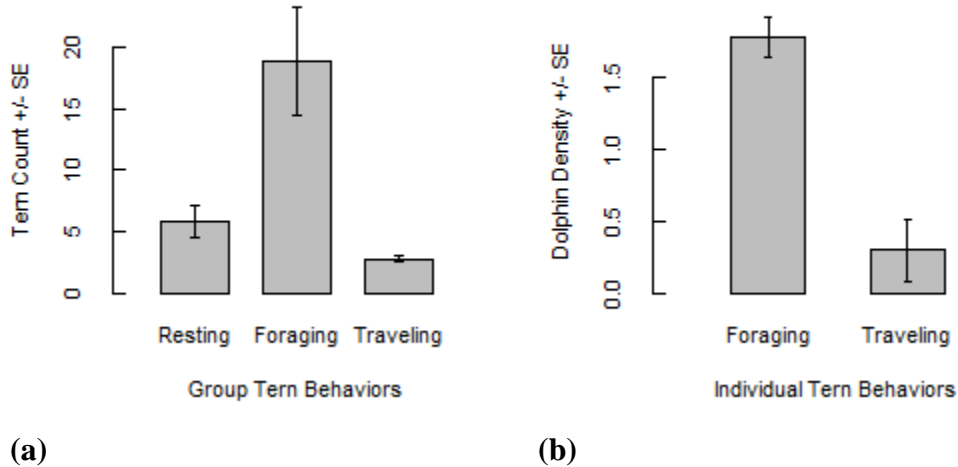 Tern Count +/- SE
20
15
10
5
0
Resting Foraging Traveling
Group Tern Behaviors
(a)
Dolphin Density +/- SE
1.5
1.0
0.5
0.0
Foraging Traveling
Individual Tern Behaviors
(b)